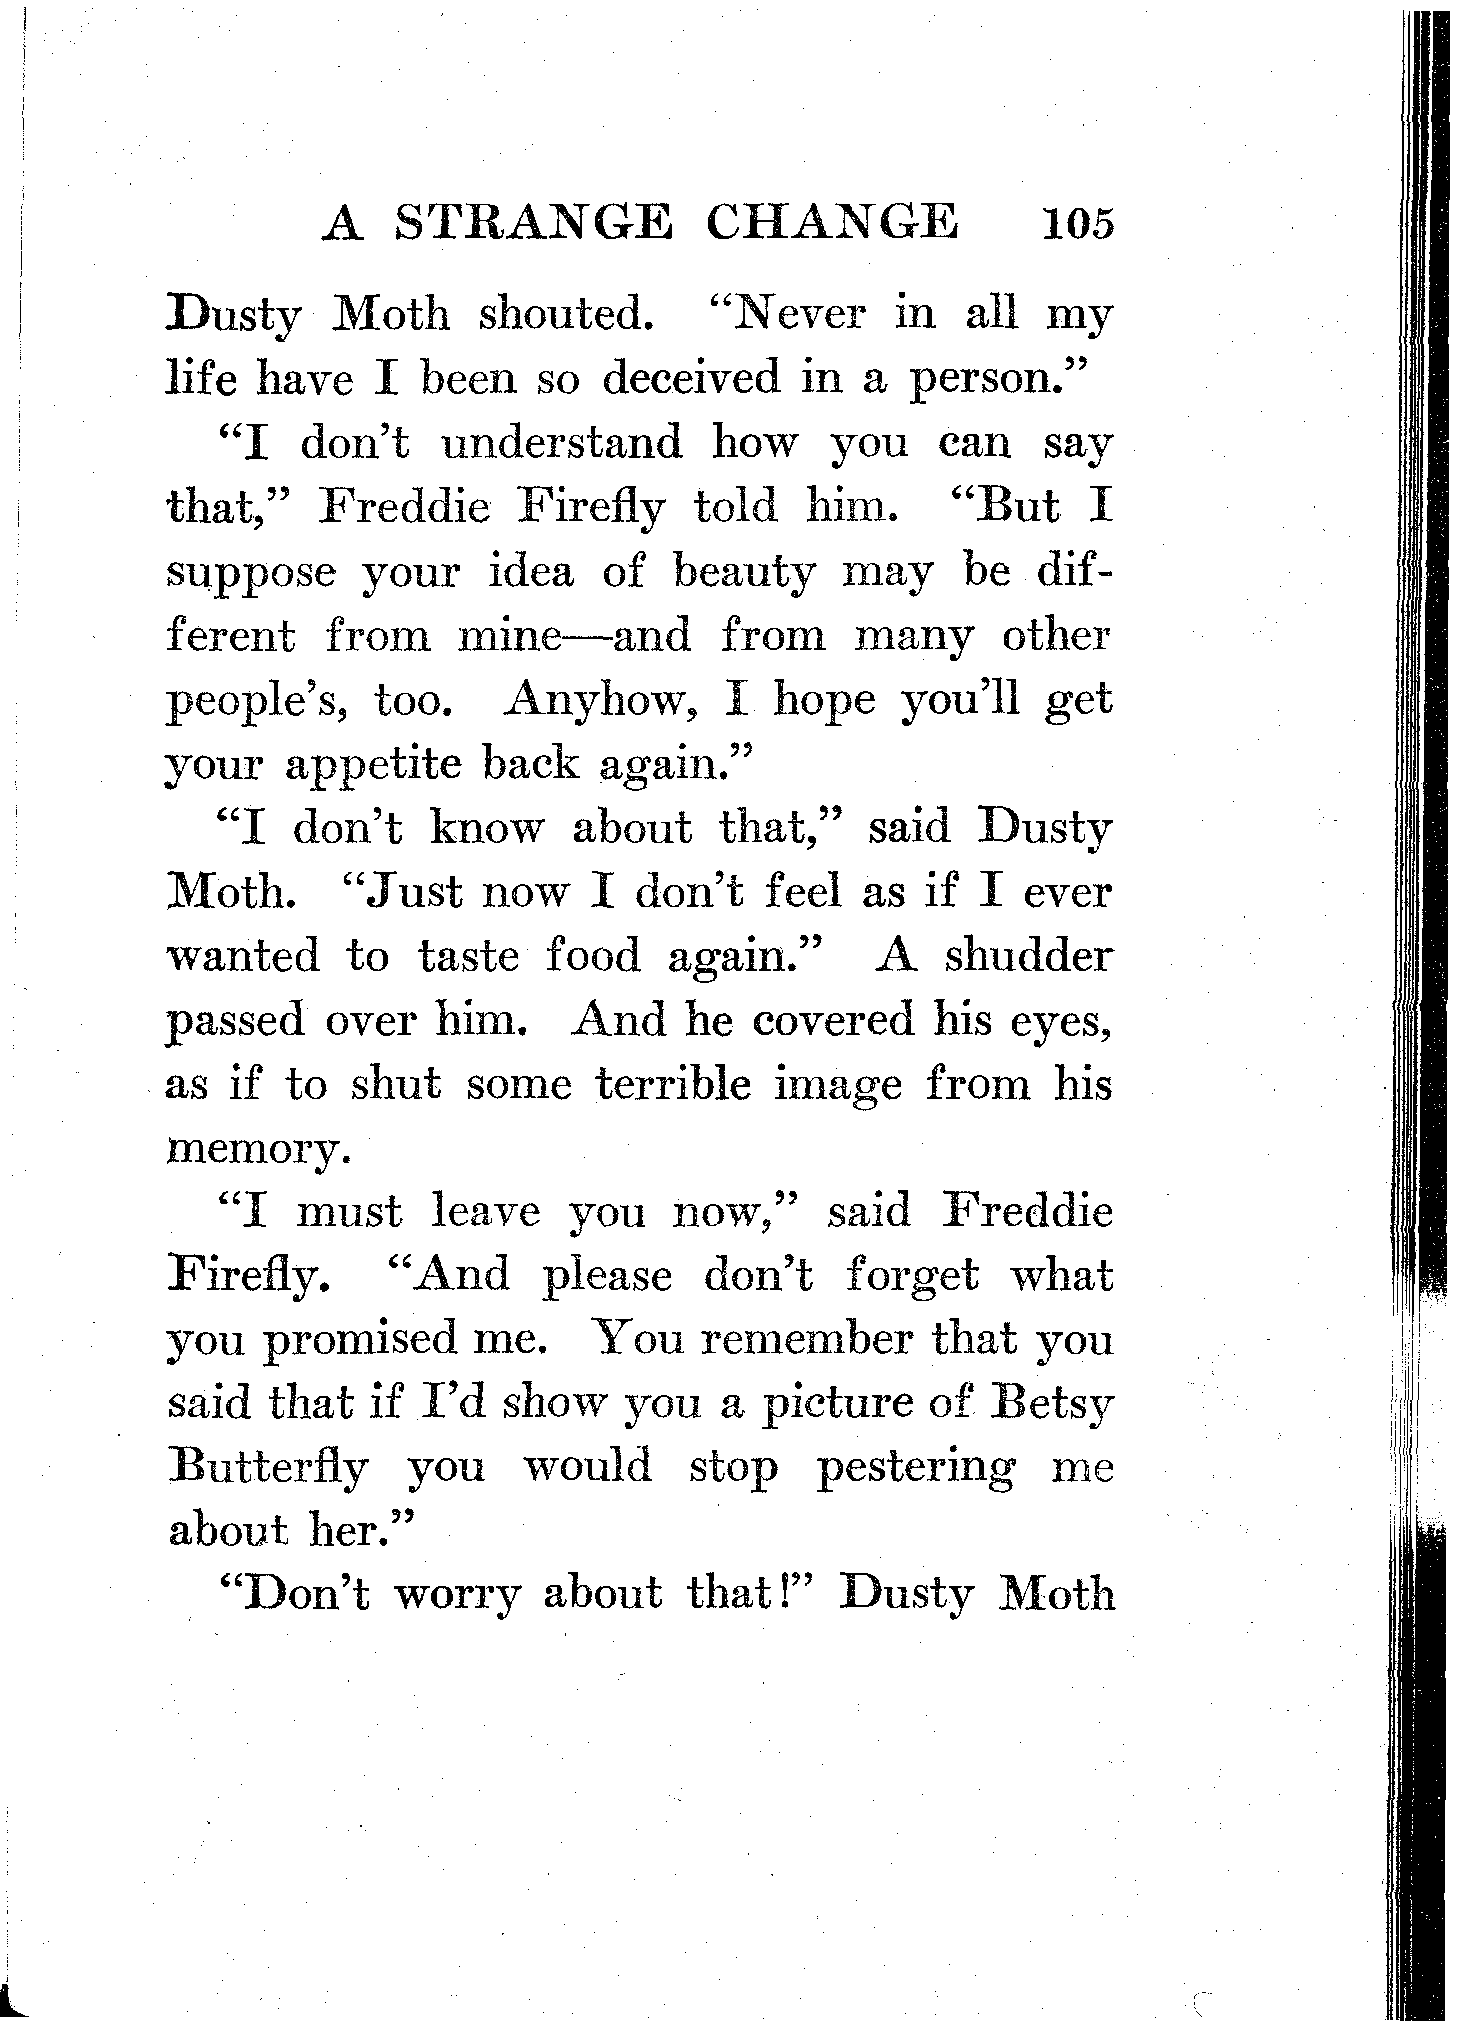 A STRANGE CHANGE 105
Dusty Moth shouted. “Never in all my
life have I been so deceived in a person.”
“I don’t understand how you can say
that,” Freddie Firefly told him. “But I
suppose your idea of beauty may be dif-
ferent from mine—and from many other
people’s, too. Anyhow, I hope you’ll get
your appetite back again.”
“I don’t know about that,” said Dusty
Moth. “Just now I don’t feel as if I ever
wanted to taste food again.” A shudder
passed over him. And he covered his eyes,
as if to shut some terrible image from his
memory.
“I must leave you now,” said Freddie
Firefly. “And please don’t forget what
you promised me. You remember that you
said that if I’d show you a picture of Betsy
Butterfly you would stop pestering me
about her.”
“Don’t worry about that!” Dusty Moth